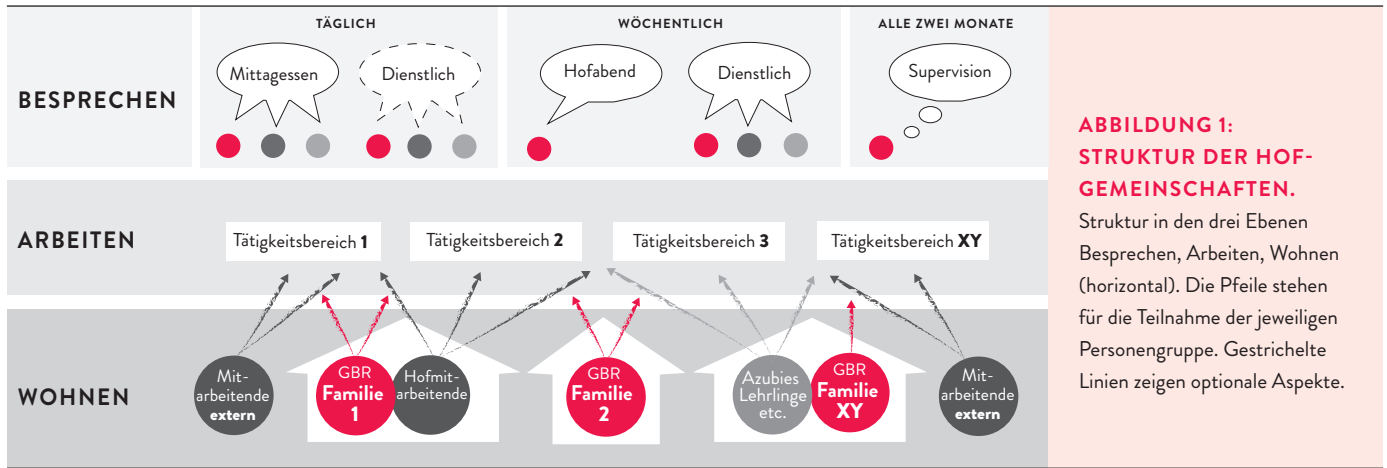 TÄGLICH
WÖCHENTLICH
ALLE ZWEI MONATE
BESPRECHEN
Mittagessen
Dienstlich
Hofabend
Dienstlich
Supervision
ARBEITEN
Tätigkeitsbereich 1
Tätigkeitsbereich 2
Tätigkeitsbereich 3
Tätigkeitsbereich XY
WOHNEN
Mit-
arbeitende
extern
GBR
Familie
1
Hofmit-
arbeitende
GBR
Familie
2
Azubies
Lehrlinge
etc.
GBR
Familie
XY
Mit-
arbeitende
extern
ABBILDUNG 1:
STRUKTUR DER HOF-
GEMEINSCHAFTEN.
Struktur in den drei Ebenen
Besprechen, Arbeiten, Wohnen
(horizontal). Die Pfeile stehen
für die Teilnahme der jeweiligen
Personengruppe. Gestrichelte
Linien zeigen optionale Aspekte.